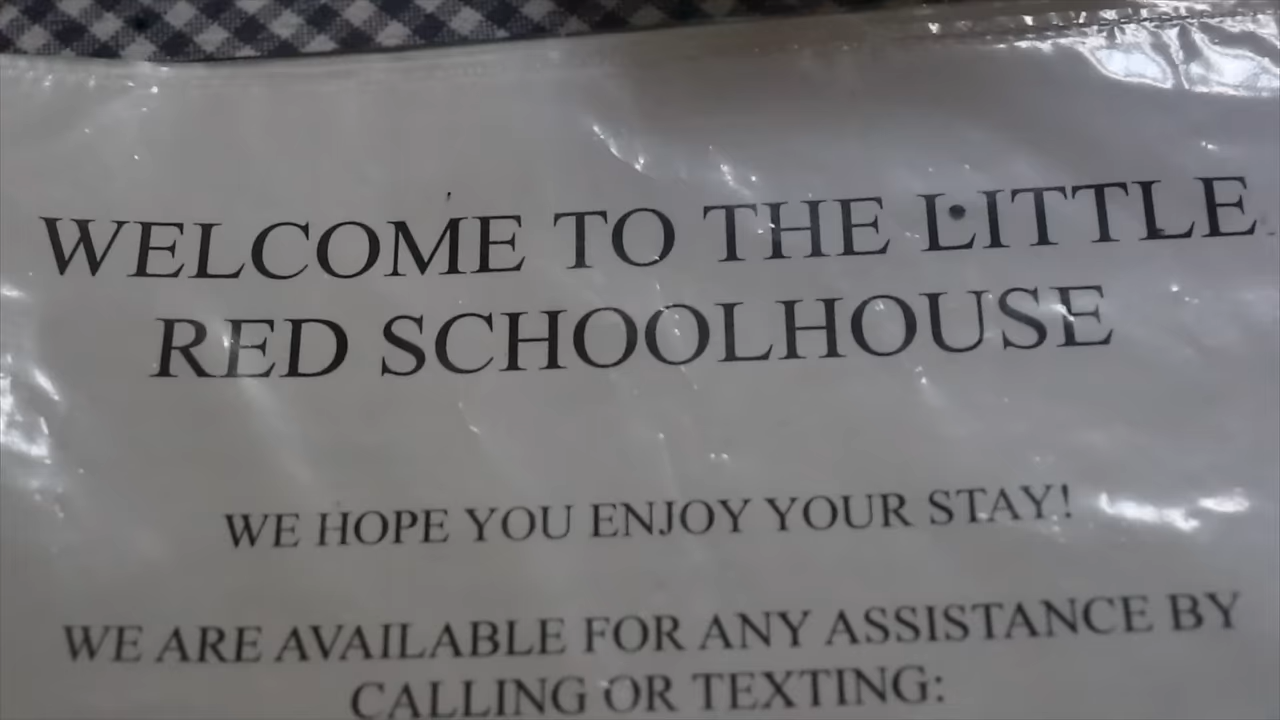 WELCOME TO THE LITTLE
RED SCHOOLHOUSE
WE HOPE YOU ENJOY YOUR STAY!
WE ARE AVAILABLE FOR ANY ASSISTANCE BY
CALLING OR TEXTING: